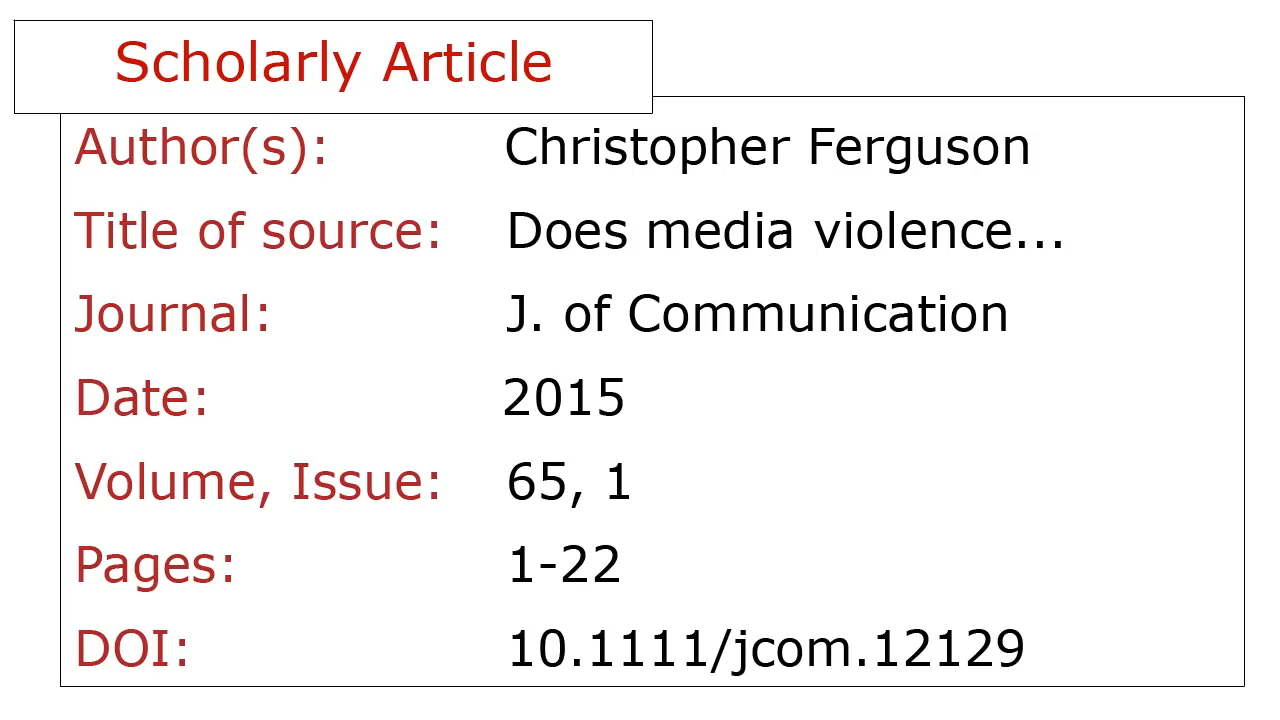 Scholarly Article
Author(s): Christopher Ferguson
Title of source: Does media violence...
Journal: J. of Communication
Date: 2015
Volume, Issue: 65, 1
Pages: 1-22
DOI: 10.1111/jcom.12129